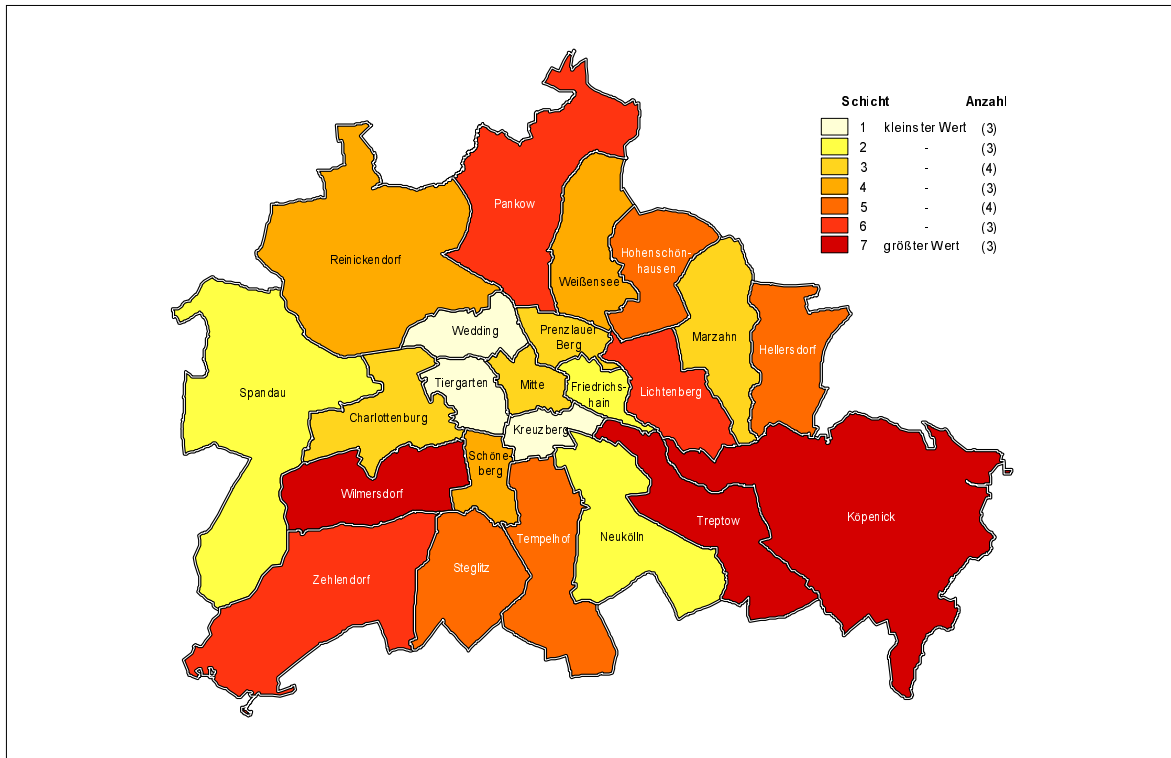 Schicht Anzahl
1 kleinster Wert (3)
2 - (3)
3 - (4)
4 - (3)
5 - (4)
6 - (3)
7 größter Wert (3)
Pankow
Reinickendorf
Weißensee
Hohenschön-
hausen
Wedding
Prenzlauer
Berg
Marzahn
Hellersdorf
Spandau
Tiergarten
Mitte
Friedrichs-
hain
Lichtenberg
Charlottenburg
Kreuzberg
Schöne-
berg
Wilmersdorf
Treptow
Köpenick
Tempelhof
Neukölln
Zehlendorf
Steglitz